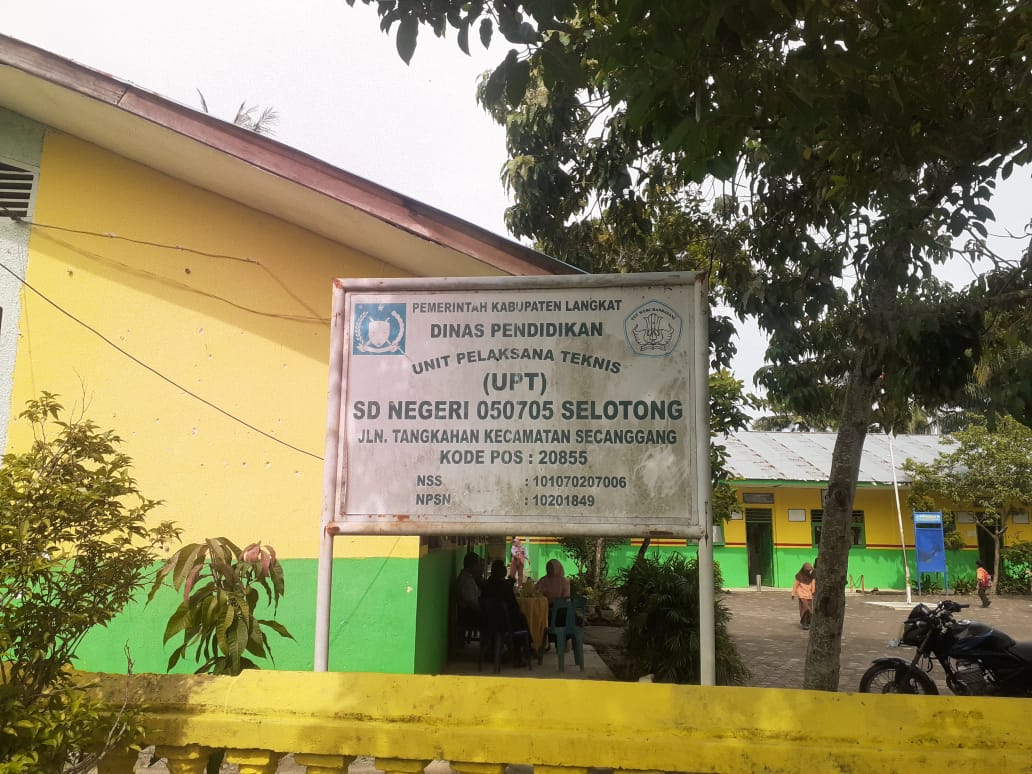 PEMERINTAH KABUPATEN LANGKAT
DINAS PENDIDIKAN
UNIT PELAKSANA TEKNIS
(UPT)
SD NEGERI 050705 SELOTONG
JLN. TANGKAHAN KECAMATAN SECANGGANG
KODE POS : 20855
NSS : 101070207006
NPSN : 10201849